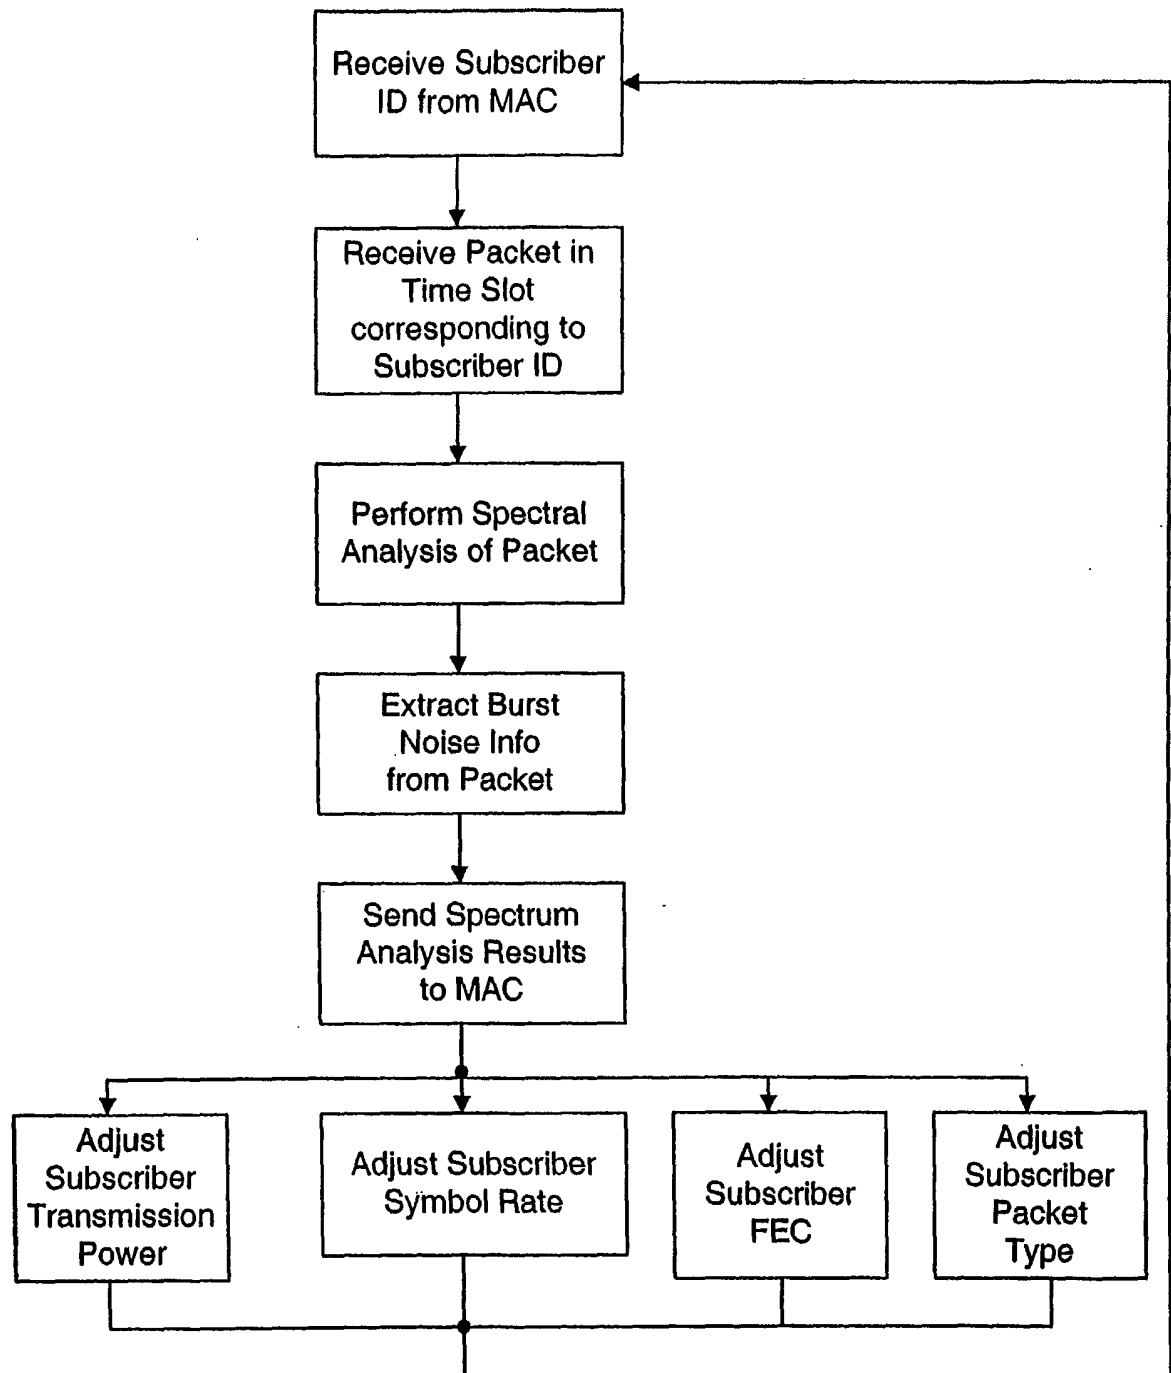 Receive Subscriber
ID from MAC
Receive Packet in
Time Slot
corresponding to
Subscriber ID
Perform Spectral
Analysis of Packet
Extract Burst
Noise Info
from Packet
Send Spectrum
Analysis Results
to MAC
Adjust
Subscriber
Transmission
Power
Adjust Subscriber
Symbol Rate
Adjust
Subscriber
FEC
Adjust
Subscriber
Packet
Type